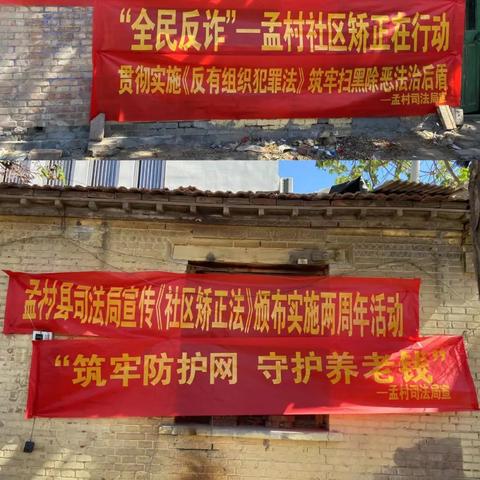 “全民反诈”—孟村社区矫正在行动
贯彻实施《反有组织犯罪法》筑牢扫黑除恶法治后盾
—孟村司法局宣
孟村县司法局宣传《社区矫正法》颁布实施两周年活动
“筑牢防护网 守护养老钱”
—孟村司法局宣